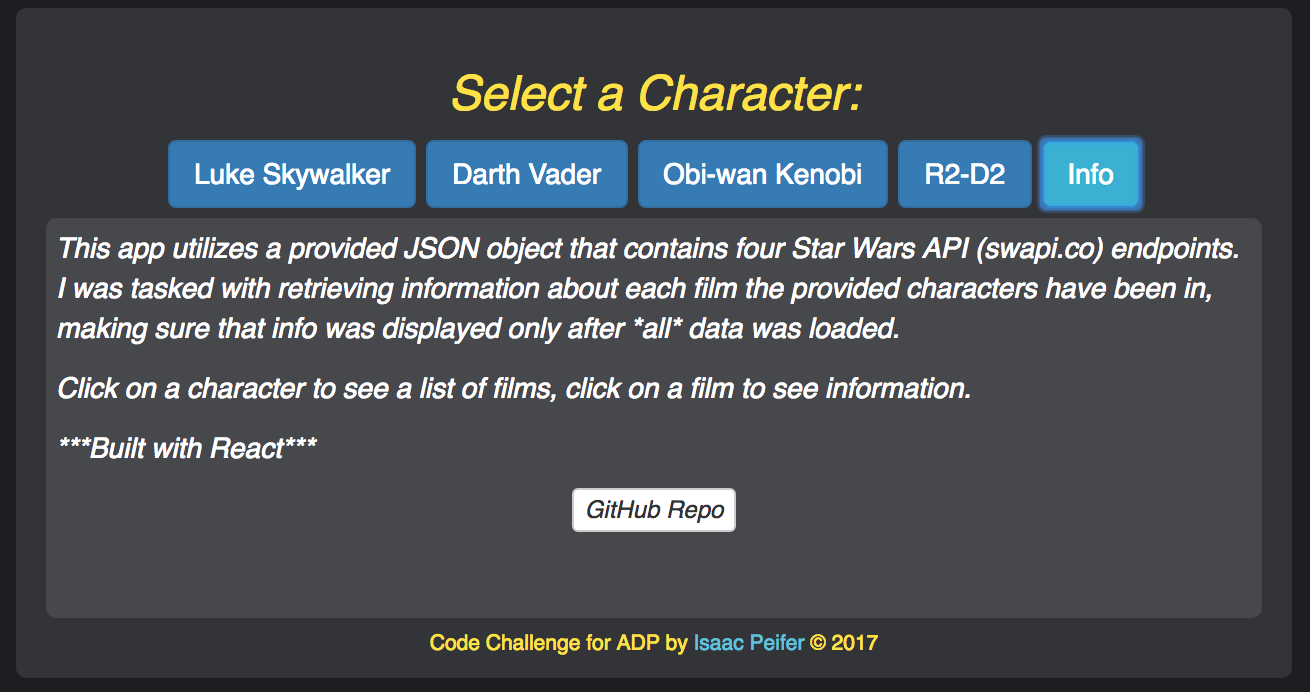 Select a Character:
Luke Skywalker
Darth Vader
Obi-wan Kenobi
R2-D2
Info
This app utilizes a provided JSON object that contains four Star Wars API (swapi.co) endpoints.
I was tasked with retrieving information about each film the provided characters have been in,
making sure that info was displayed only after *all* data was loaded.
Click on a character to see a list of films, click on a film to see information.
***Built with React***
GitHub Repo
Code Challenge for ADP by Isaac Peifer © 2017